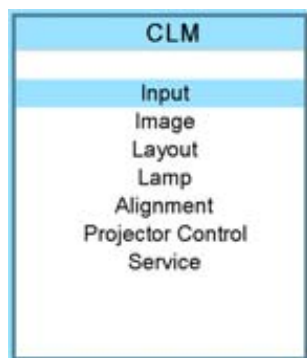 CLM
Input
Image
Layout
Lamp
Alignment
Projector Control
Service